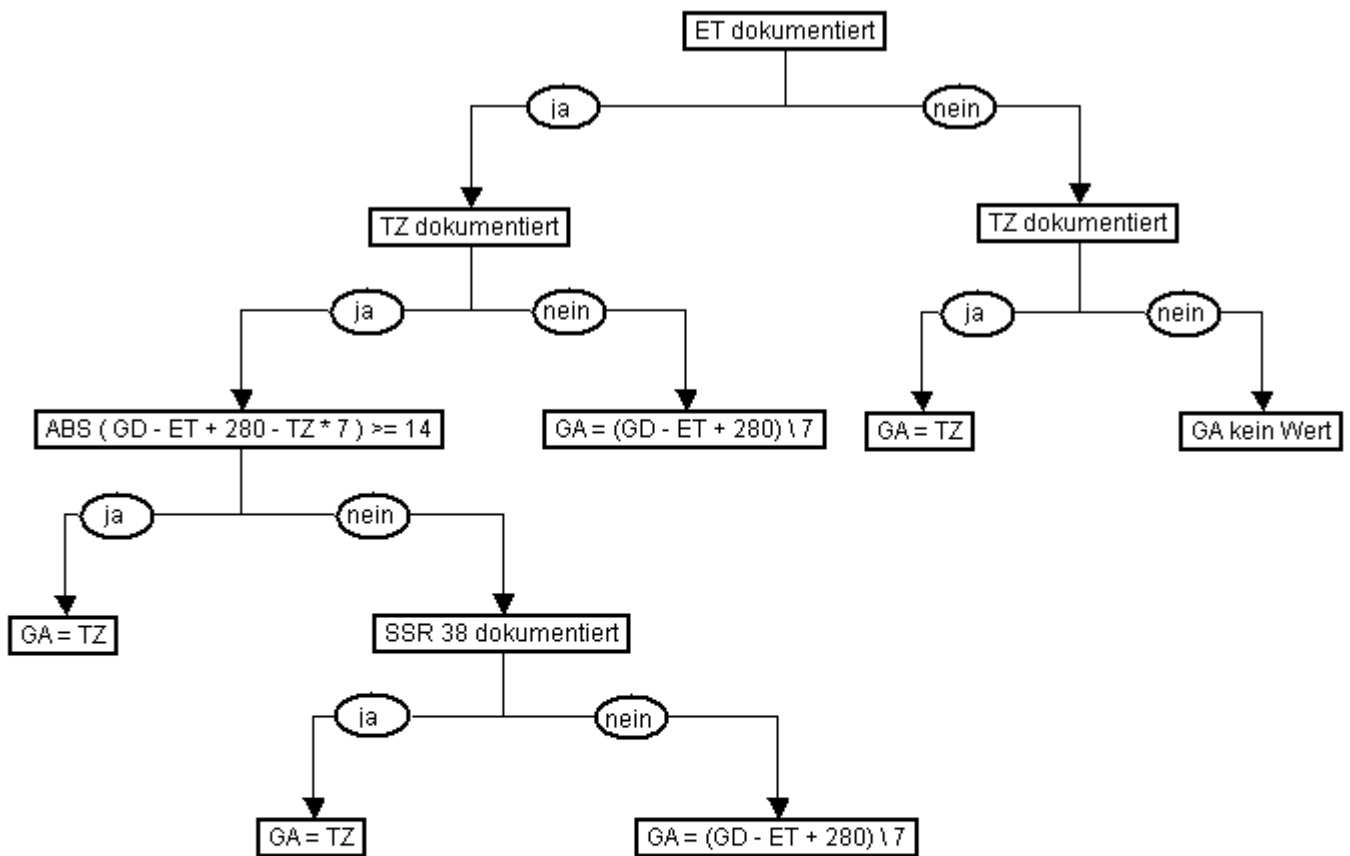 ET dokumentiert
ja
nein
TZ dokumentiert
TZ dokumentiert
ja
nein
ja
nein
ABS ( GD - ET + 280 - TZ * 7 ) >= 14
GA = (GD - ET + 280) \ 7
GA = TZ
GA kein Wert
ja
nein
GA = TZ
SSR 38 dokumentiert
ja
nein
GA = TZ
GA = (GD - ET + 280) \ 7